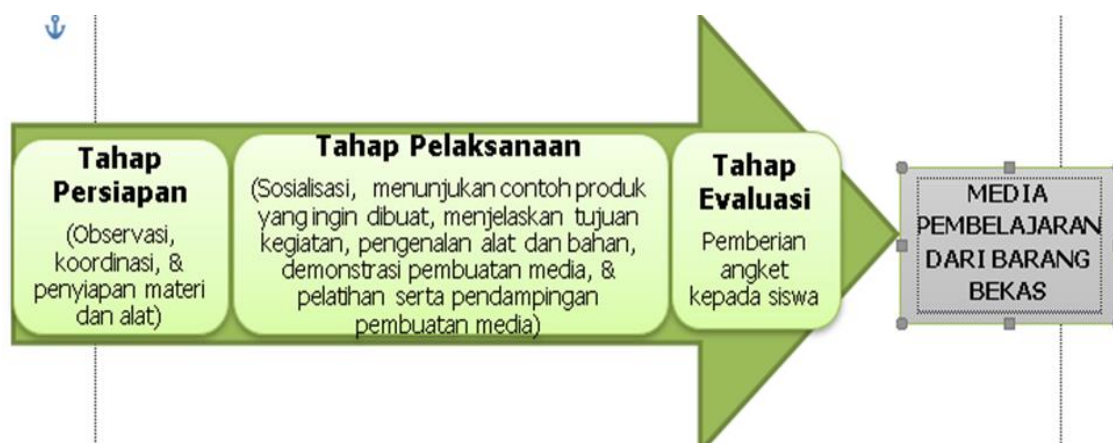 Tahap
Persiapan
(Observasi,
koordinasi, &
penyiapan materi
dan alat)
Tahap Pelaksanaan
(Sosialisasi, menunjukan contoh produk
yang ingin dibuat, menjelaskan tujuan
kegiatan, pengenalan alat dan bahan,
demonstrasi pembuatan media, &
pelatihan serta pendampingan
pembuatan media)
Tahap
Evaluasi
Pemberian
angket
kepada siswa
MEDIA
PEMBELAJARAN
DARI BARANG
BEKAS